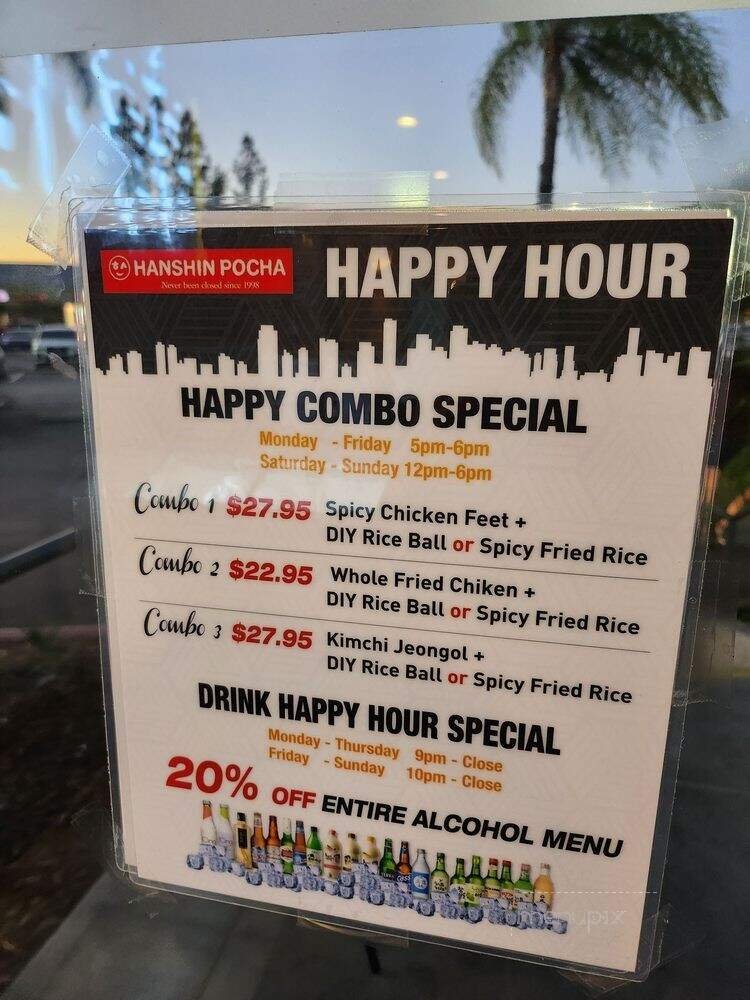 HANSHIN POCHA
Never been closed since 1998
HAPPY HOUR
HAPPY COMBO SPECIAL
Monday - Friday 5pm-6pm
Saturday - Sunday 12pm-6pm
Combo 1 $27.95 Spicy Chicken Feet +
DIY Rice Ball or Spicy Fried Rice
Combo 2 $22.95 Whole Fried Chiken +
DIY Rice Ball or Spicy Fried Rice
Combo 3 $27.95 Kimchi Jeongol +
DIY Rice Ball or Spicy Fried Rice
DRINK HAPPY HOUR SPECIAL
Monday - Thursday 9pm - Close
Friday - Sunday 10pm - Close
20% OFF ENTIRE ALCOHOL MENU
CASS
menupix